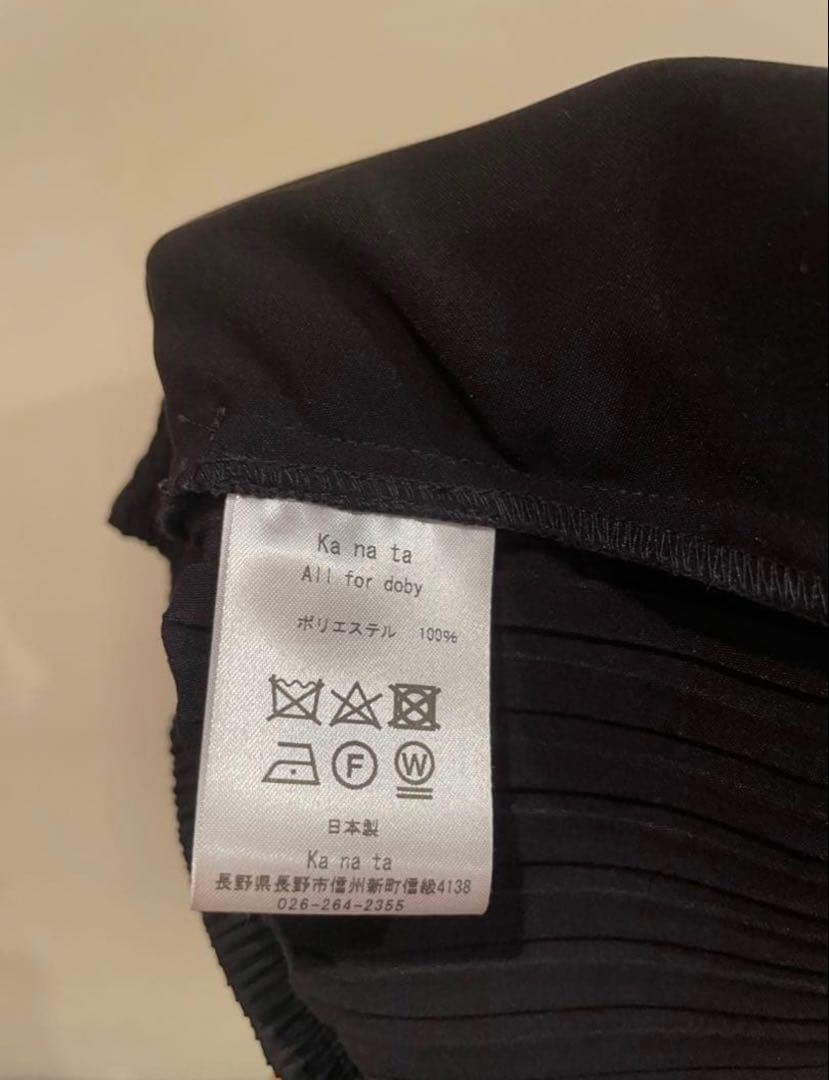 Ka na ta
All for doby
ポリエステル 100%
F W
日本製
Ka na ta
長野県長野市信州新町信級4138
026-264-2355